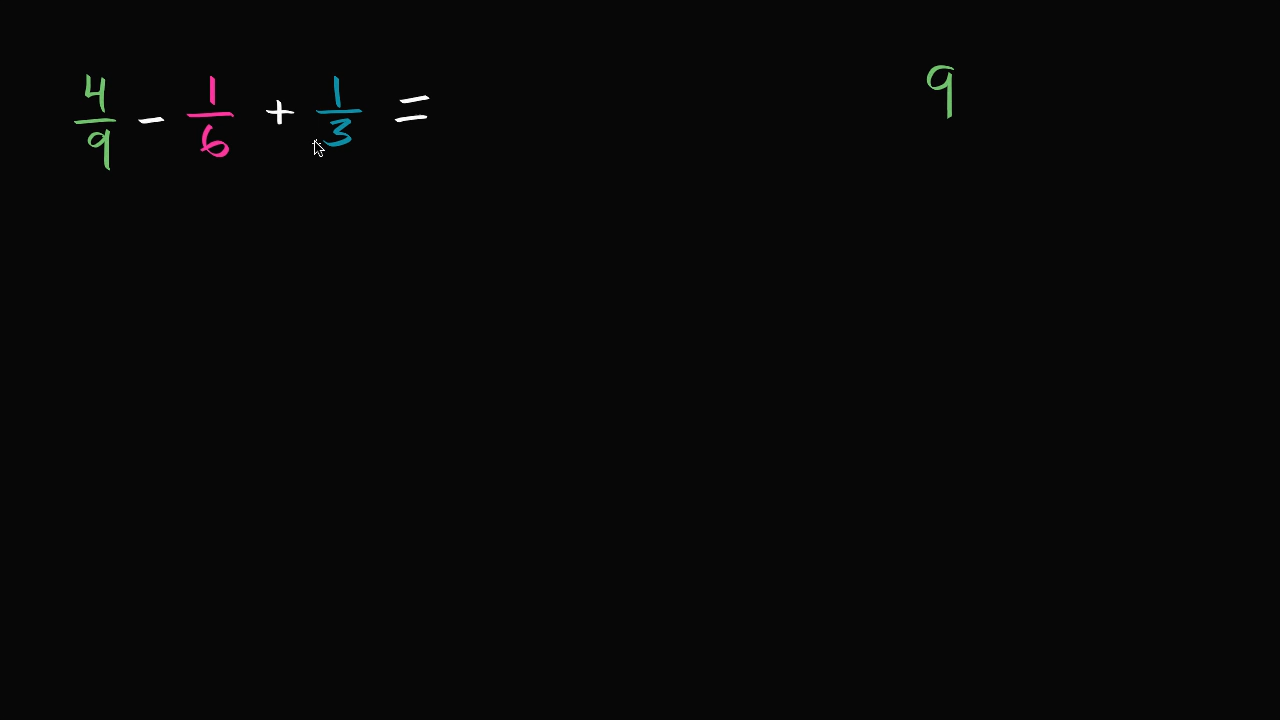 4/9 - 1/6 + 1/3 = 9